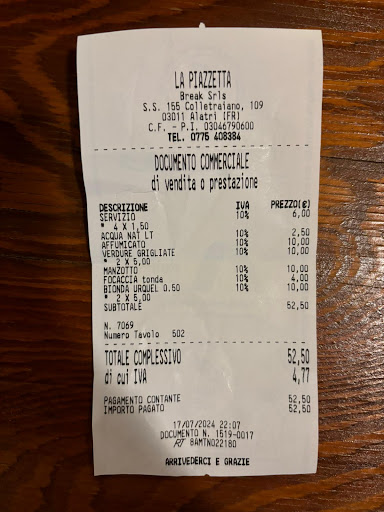 LA PIAZZETTA
Break Srls
S.S. 155 Colletraiano, 109
03011 Alatri (FR)
C.F. - P.I. 03046790600
TEL. 0775 408384
DOCUMENTO COMMERCIALE
di vendita o prestazione
DESCRIZIONE IVA PREZZO(€)
SERVIZIO 10% 6,00
* 4 X 1,50
ACQUA NAT LT 10% 2,50
AFFUMICATO 10% 10,00
VERDURE GRIGLIATE 10% 10,00
* 2 X 5,00
MANZOTTO 10% 10,00
FOCACCIA tonda 10% 4,00
BIONDA URQUEL 0.50 10% 10,00
* 2 X 5,00
SUBTOTALE 52,50
N. 7069
Numero Tavolo 502
TOTALE COMPLESSIVO 52,50
di cui IVA 4,77
PAGAMENTO CONTANTE 52,50
IMPORTO PAGATO 52,50
17/07/2024 22:07
DOCUMENTO N. 1519-0017
RT 8AMTN022180
ARRIVEDERCI E GRAZIE